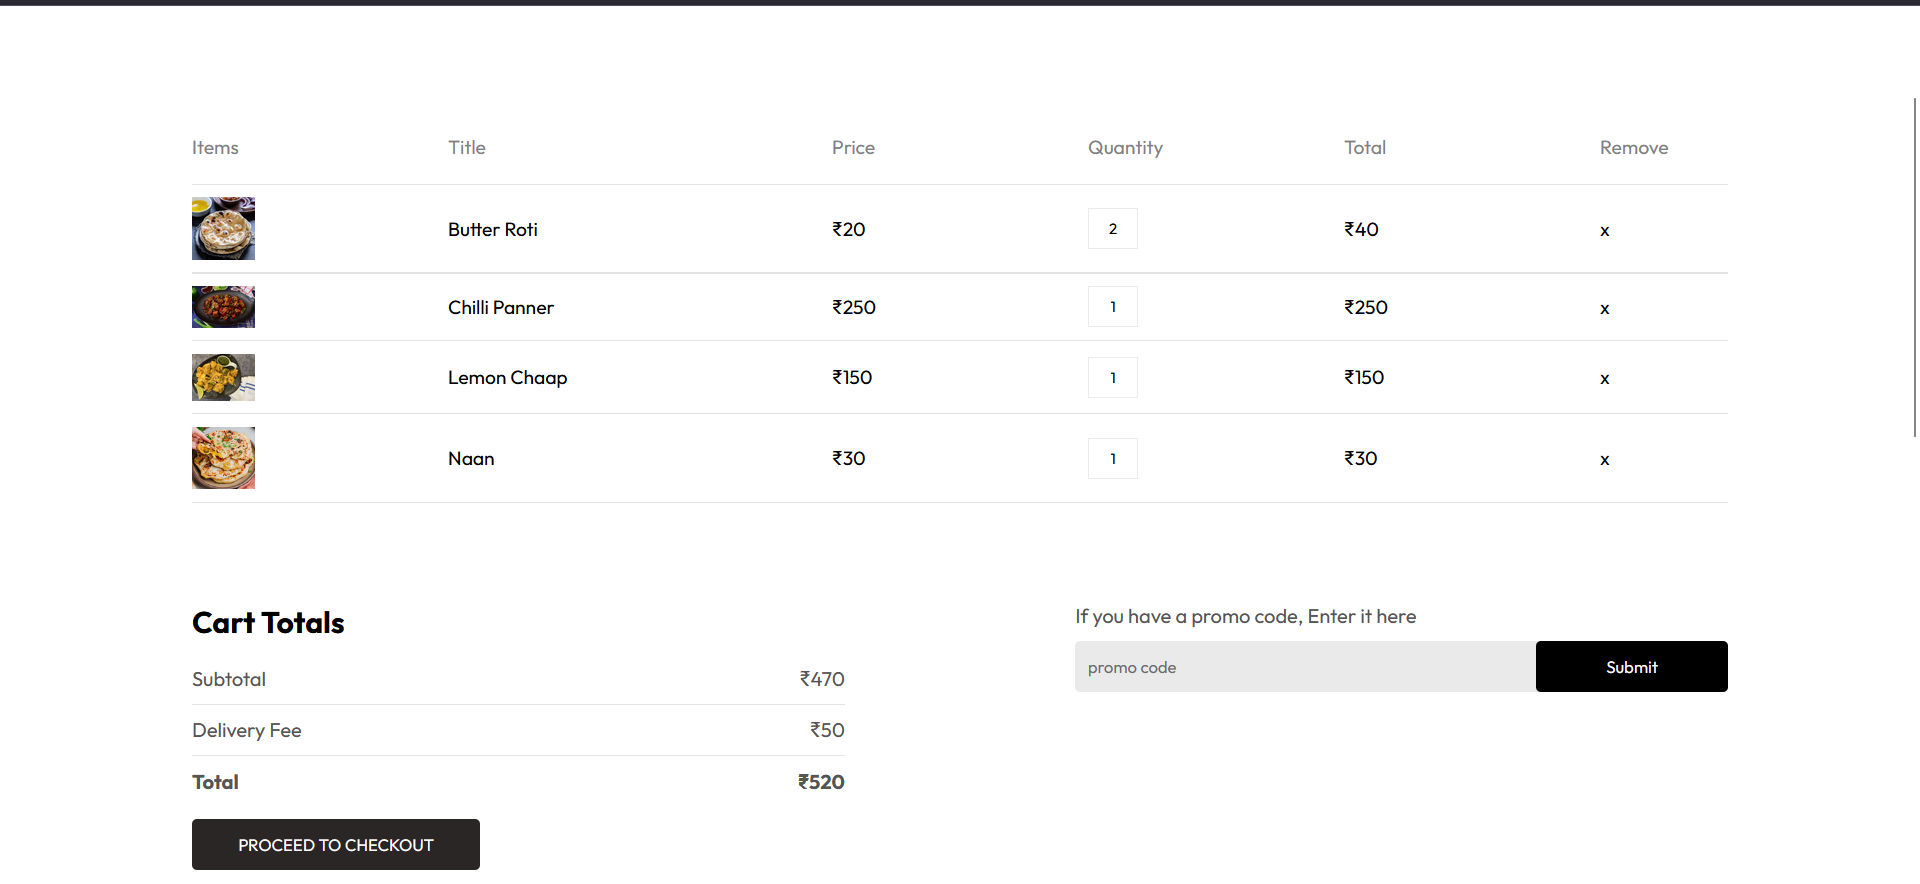 Items Title Price Quantity Total Remove
Butter Roti ₹20 2 ₹40 x
Chilli Panner ₹250 1 ₹250 x
Lemon Chaap ₹150 1 ₹150 x
Naan ₹30 1 ₹30 x
Cart Totals
Subtotal ₹470
Delivery Fee ₹50
Total ₹520
PROCEED TO CHECKOUT
If you have a promo code, Enter it here
promo code Submit